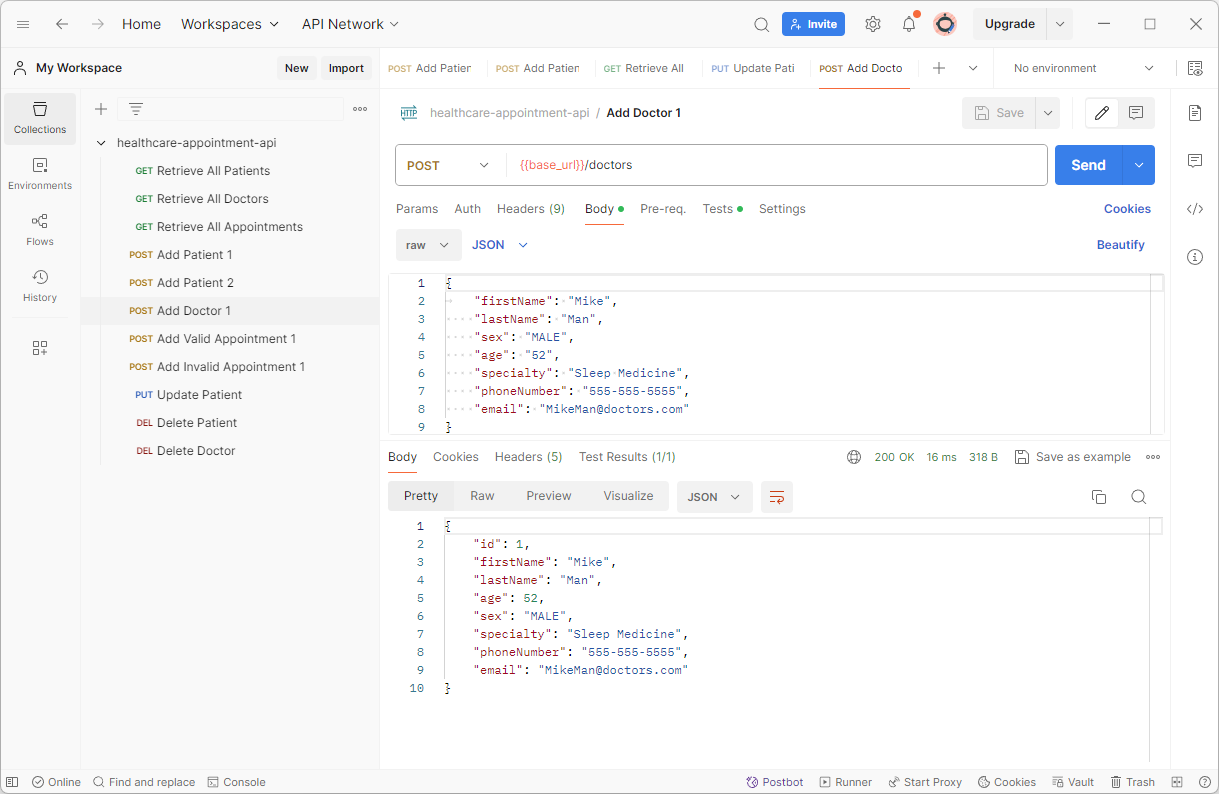 Home Workspaces API Network Invite Upgrade
My Workspace New Import
POST Add Patier POST Add Patien GET Retrieve All PUT Update Pati POST Add Docto No environment
Collections
Environments
Flows
History
healthcare-appointment-api
GET Retrieve All Patients
GET Retrieve All Doctors
GET Retrieve All Appointments
POST Add Patient 1
POST Add Patient 2
POST Add Doctor 1
POST Add Valid Appointment 1
POST Add Invalid Appointment 1
PUT Update Patient
DEL Delete Patient
DEL Delete Doctor
HTTP healthcare-appointment-api / Add Doctor 1 Save
POST {{base_url}}/doctors Send
Params Auth Headers (9) Body Pre-req. Tests Settings Cookies
raw JSON Beautify
1 {
2 "firstName": "Mike",
3 "lastName": "Man",
4 "sex": "MALE",
5 "age": "52",
6 "specialty": "Sleep Medicine",
7 "phoneNumber": "555-555-5555",
8 "email": "MikeMan@doctors.com"
9 }
Body Cookies Headers (5) Test Results (1/1) 200 OK 16 ms 318 B Save as example
Pretty Raw Preview Visualize JSON
1 {
2 "id": 1,
3 "firstName": "Mike",
4 "lastName": "Man",
5 "age": 52,
6 "sex": "MALE",
7 "specialty": "Sleep Medicine",
8 "phoneNumber": "555-555-5555",
9 "email": "MikeMan@doctors.com"
10 }
Online Find and replace Console Postbot Runner Start Proxy Cookies Vault Trash